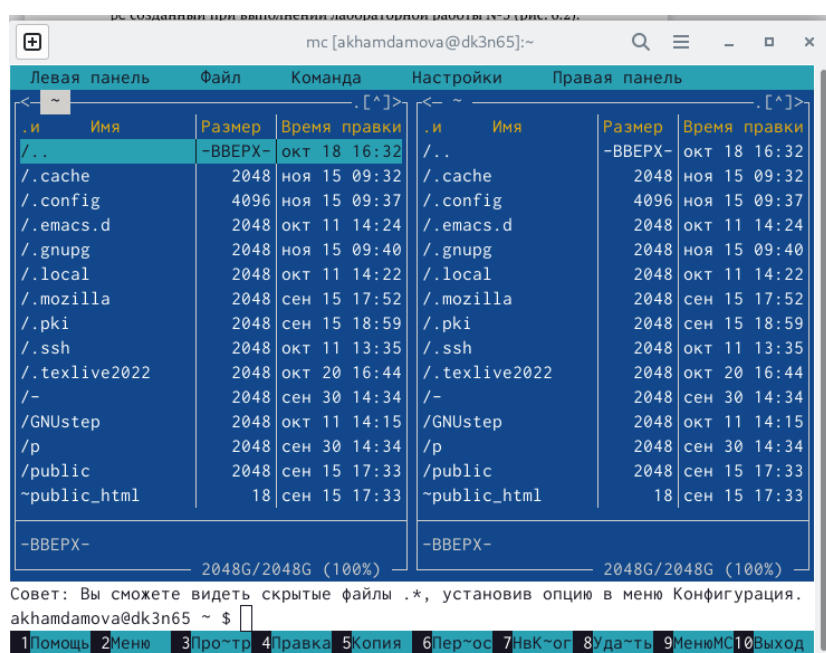 рс созданный при выполнении лабораторной работы №5 (рис. 6.2).
mc [akhamdamova@dk3n65]:~
Левая панель Файл Команда Настройки Правая панель
<─ ~ .[^]> <─ ~ .[^]>
.и Имя Размер Время правки .и Имя Размер Время правки
/.. -ВВЕРХ- окт 18 16:32 /.. -ВВЕРХ- окт 18 16:32
/.cache 2048 ноя 15 09:32 /.cache 2048 ноя 15 09:32
/.config 4096 ноя 15 09:37 /.config 4096 ноя 15 09:37
/.emacs.d 2048 окт 11 14:24 /.emacs.d 2048 окт 11 14:24
/.gnupg 2048 ноя 15 09:40 /.gnupg 2048 ноя 15 09:40
/.local 2048 окт 11 14:22 /.local 2048 окт 11 14:22
/.mozilla 2048 сен 15 17:52 /.mozilla 2048 сен 15 17:52
/.pki 2048 сен 15 18:59 /.pki 2048 сен 15 18:59
/.ssh 2048 окт 11 13:35 /.ssh 2048 окт 11 13:35
/.texlive2022 2048 окт 20 16:44 /.texlive2022 2048 окт 20 16:44
/- 2048 сен 30 14:34 /- 2048 сен 30 14:34
/GNUstep 2048 окт 11 14:15 /GNUstep 2048 окт 11 14:15
/p 2048 сен 30 14:34 /p 2048 сен 30 14:34
/public 2048 сен 15 17:33 /public 2048 сен 15 17:33
~public_html 18 сен 15 17:33 ~public_html 18 сен 15 17:33
-ВВЕРХ- -ВВЕРХ-
2048G/2048G (100%) 2048G/2048G (100%)
Совет: Вы сможете видеть скрытые файлы .*, установив опцию в меню Конфигурация.
akhamdamova@dk3n65 ~ $
1Помощь 2Меню 3Про~тр 4Правка 5Копия 6Пер~ос 7НвК~ог 8Уда~ть 9МенюМС 10Выход